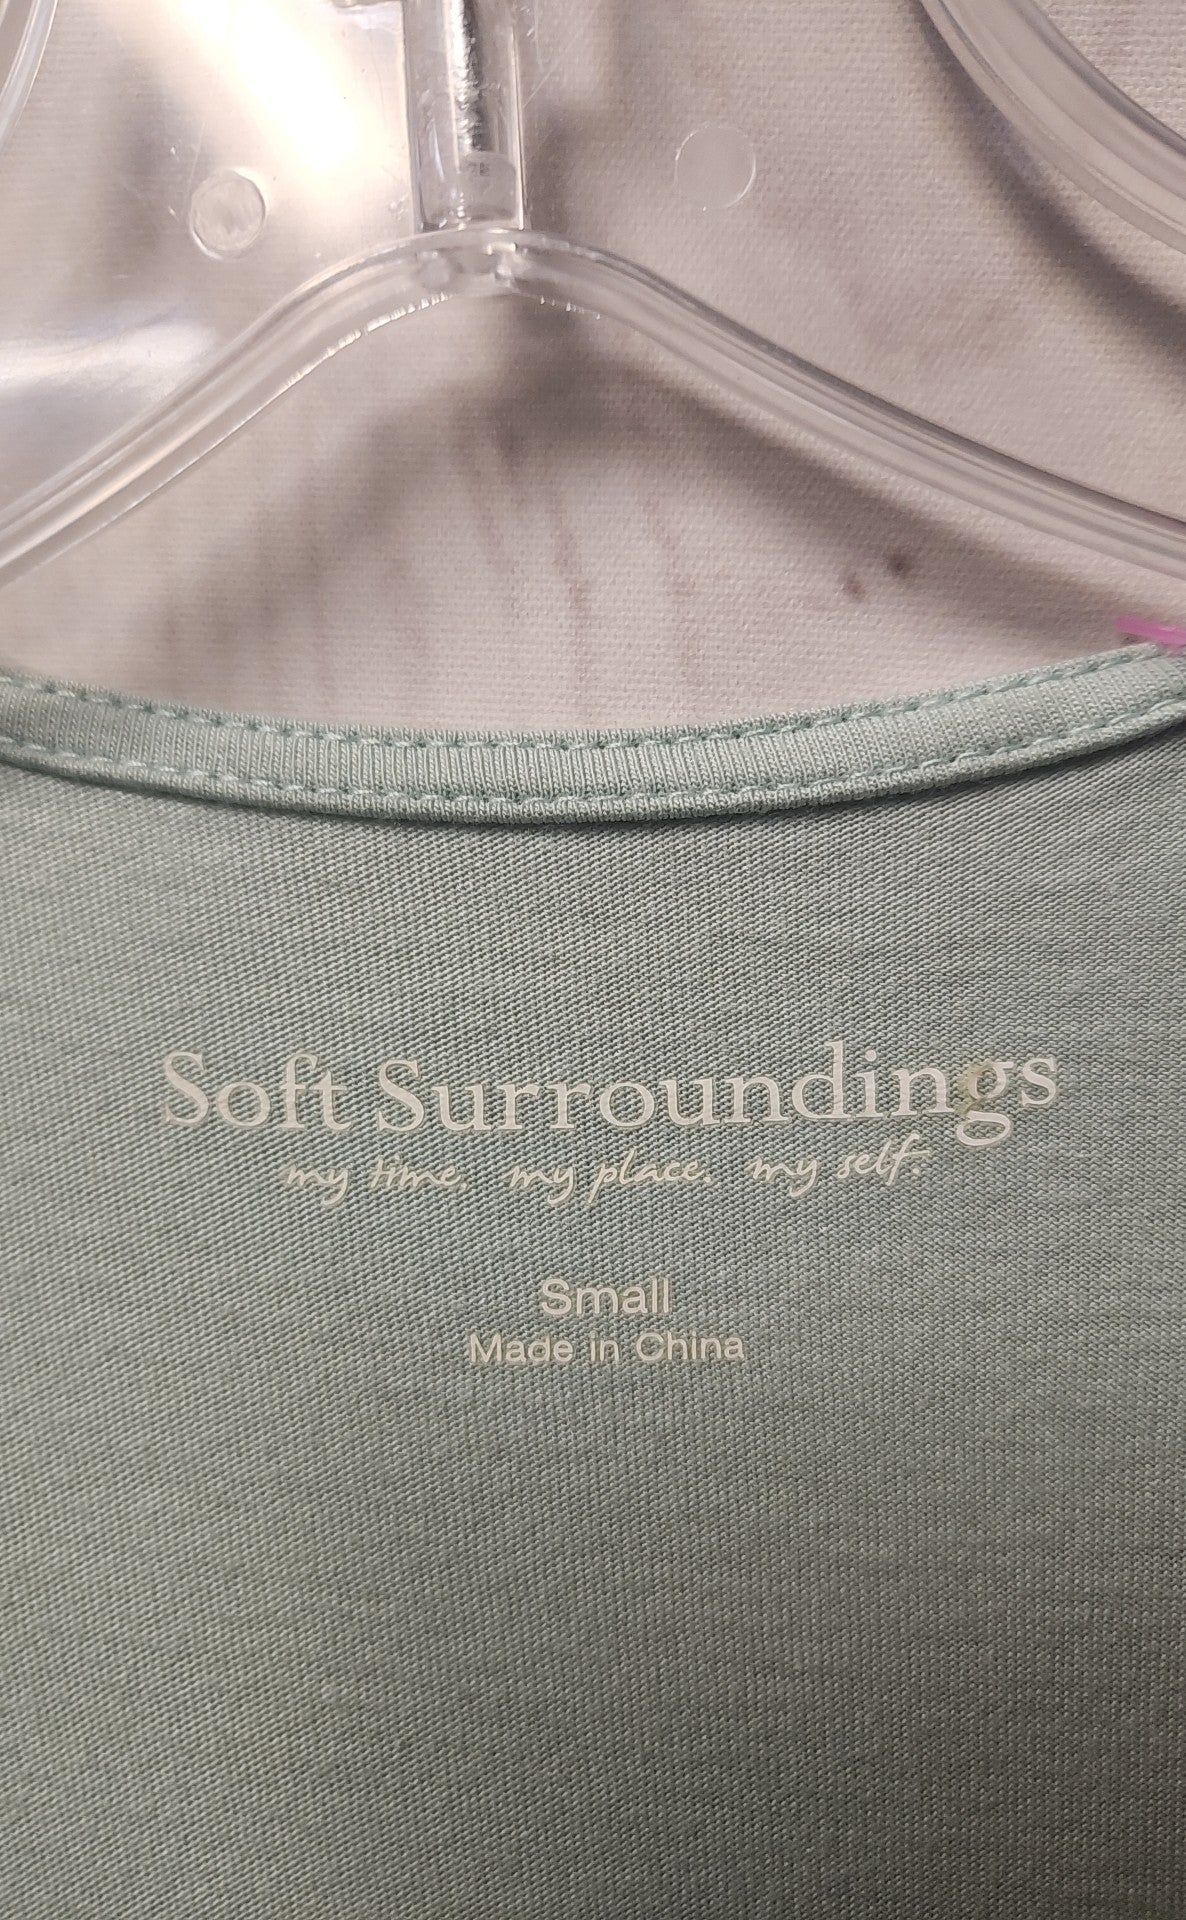 Soft Surroundings
my time. my place. my self.
Small
Made in China